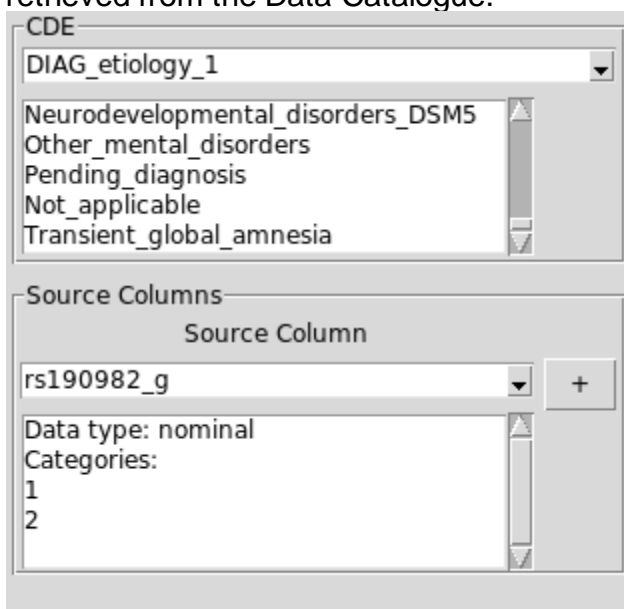 retrieved from the Data Catalogue.
CDE
DIAG_etiology_1
Neurodevelopmental_disorders_DSM5
Other_mental_disorders
Pending_diagnosis
Not_applicable
Transient_global_amnesia
Source Columns
Source Column
rs190982_g
+
Data type: nominal
Categories:
1
2